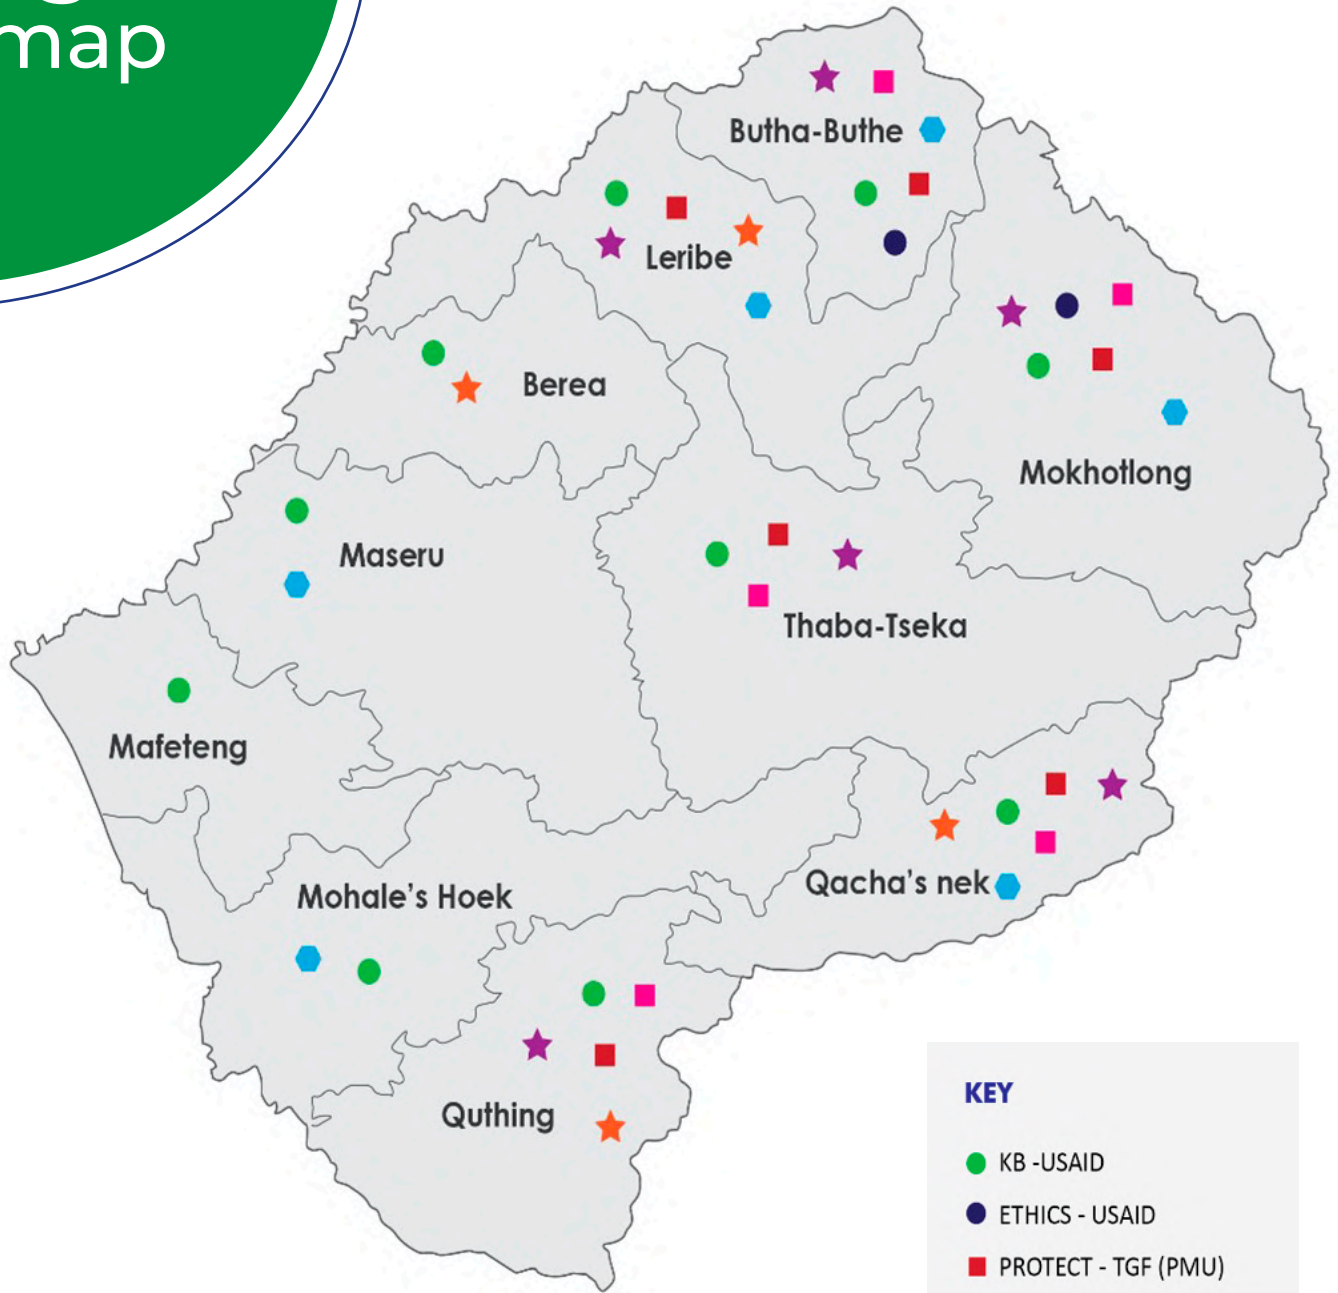 map
Butha-Buthe
Leribe
Berea
Mokhotlong
Maseru
Thaba-Tseka
Mafeteng
Qacha's nek
Mohale's Hoek
Quthing
KEY
KB -USAID
ETHICS - USAID
PROTECT - TGF (PMU)